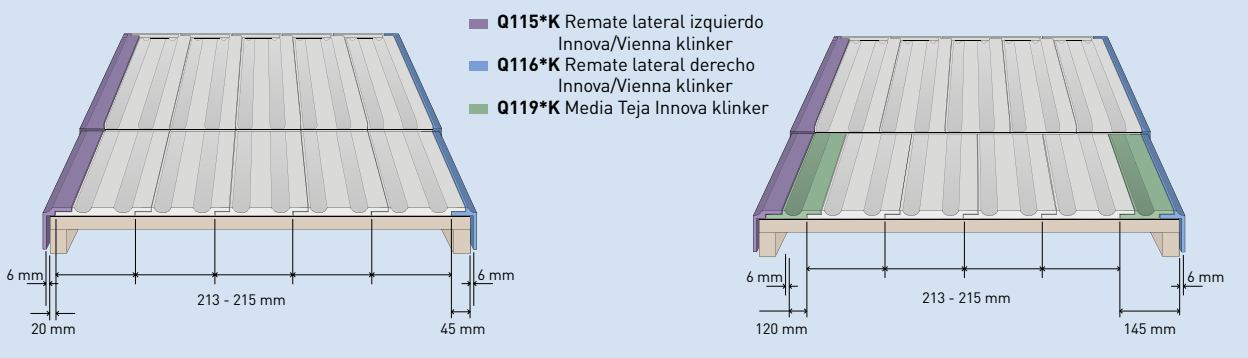 Q115*K Remate lateral izquierdo
Innova/Vienna klinker
Q116*K Remate lateral derecho
Innova/Vienna klinker
Q119*K Media Teja Innova klinker
6 mm
6 mm
213 - 215 mm
20 mm
45 mm
6 mm
6 mm
213 - 215 mm
120 mm
145 mm